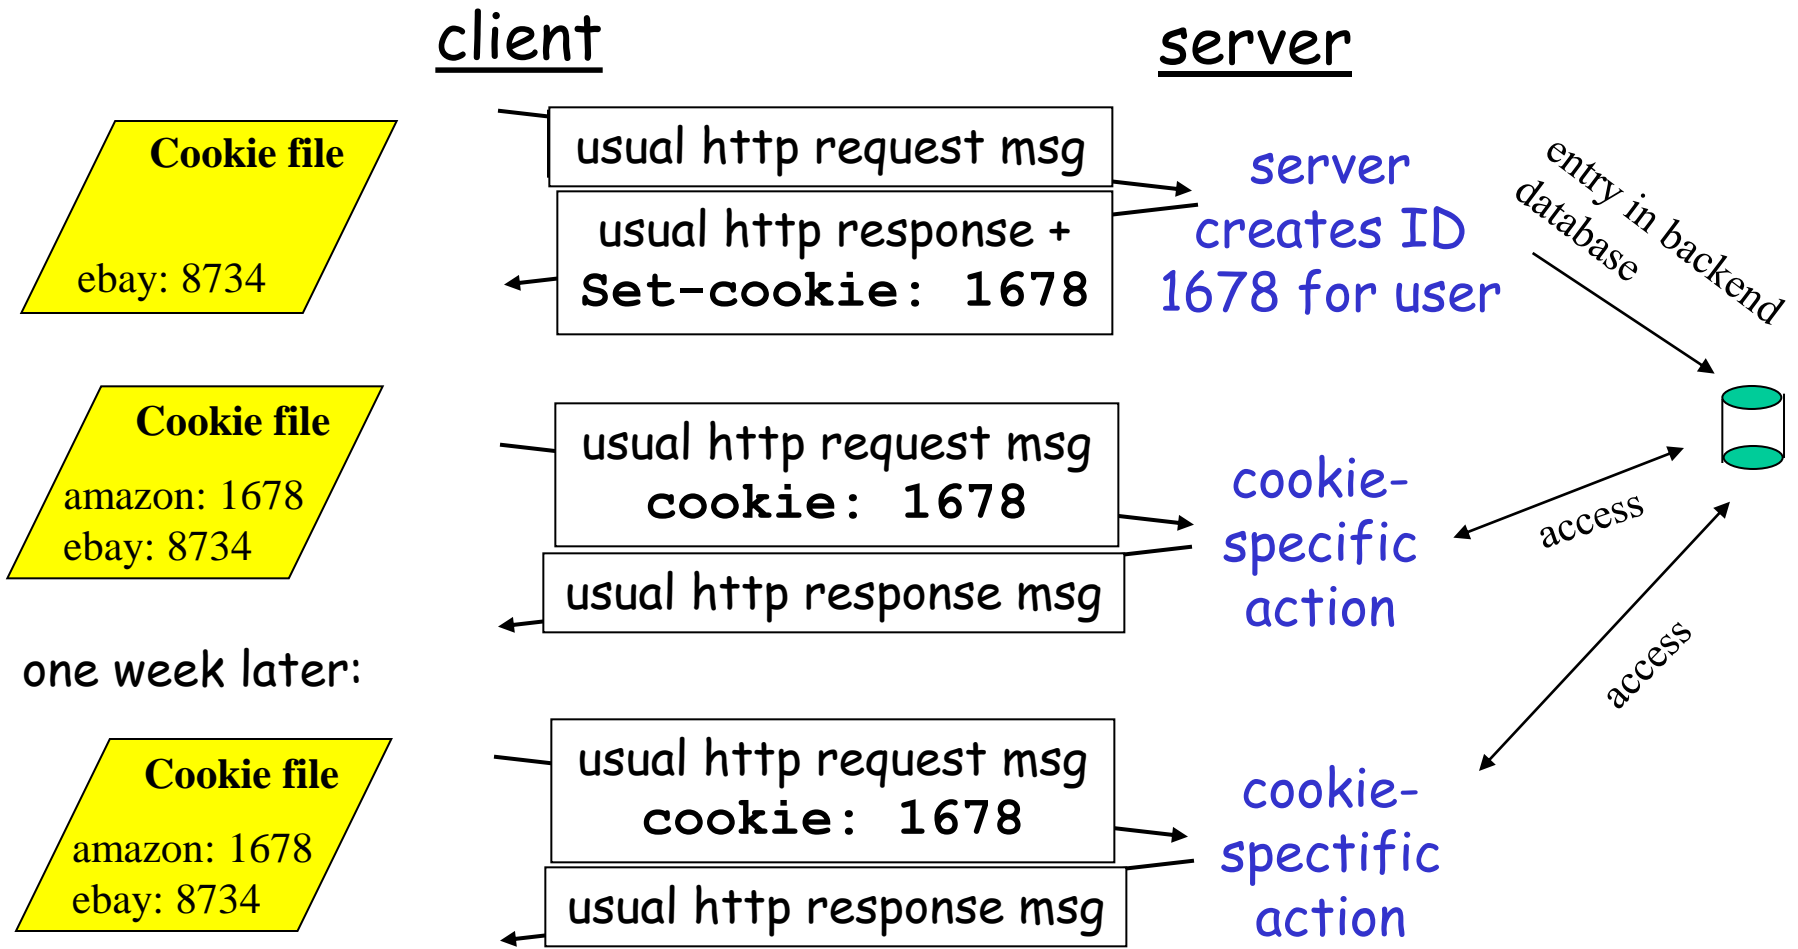 client
server
Cookie file
ebay: 8734
usual http request msg
usual http response +
Set-cookie: 1678
server
creates ID
1678 for user
entry in backend
database
Cookie file
amazon: 1678
ebay: 8734
usual http request msg
cookie: 1678
usual http response msg
cookie-
specific
action
access
access
one week later:
Cookie file
amazon: 1678
ebay: 8734
usual http request msg
cookie: 1678
usual http response msg
cookie-
spectific
action